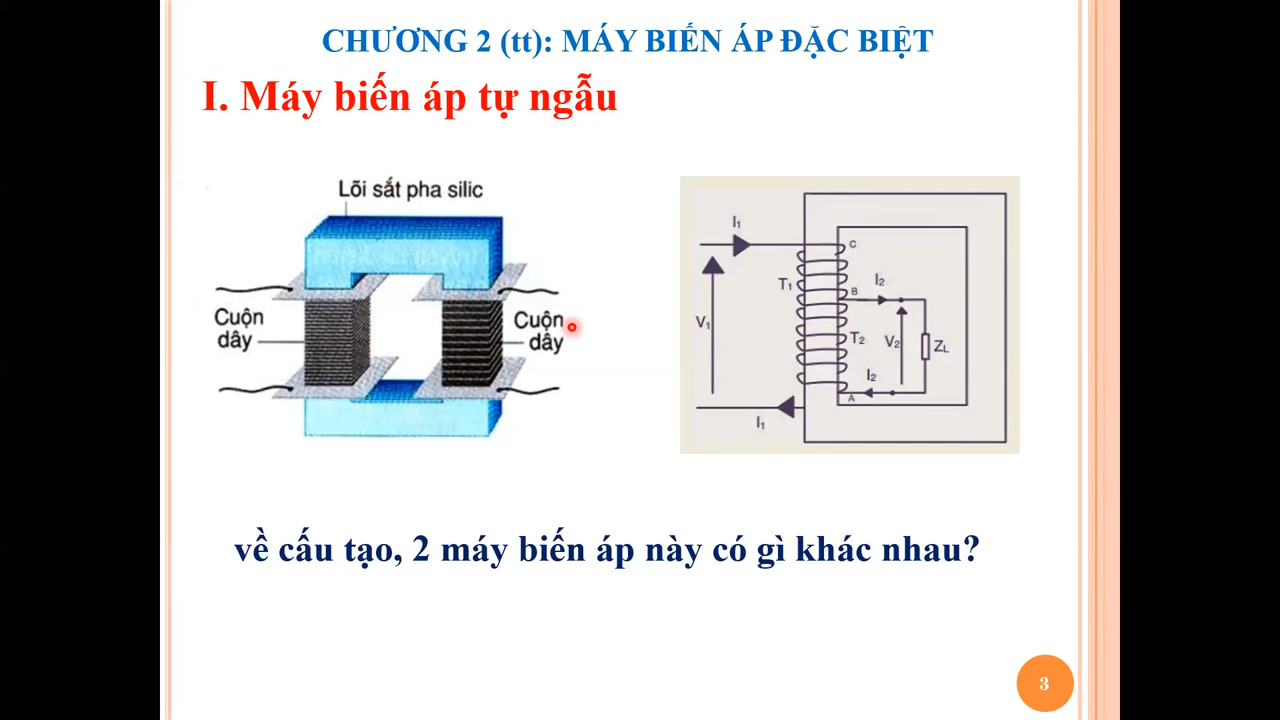 CHƯƠNG 2 (tt): MÁY BIẾN ÁP ĐẶC BIỆT
I. Máy biến áp tự ngẫu
Lõi sắt pha silic
Cuộn
dây
Cuộn
dây
I1
C
T1
B
I2
V1
T2
V2
ZL
I2
A
I1
về cấu tạo, 2 máy biến áp này có gì khác nhau?
3